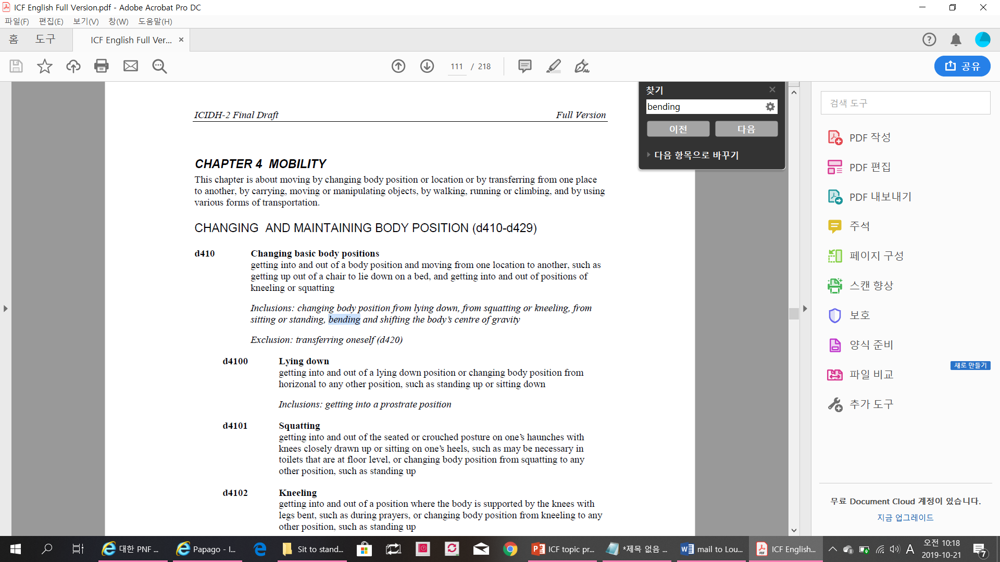 ICF English Full Version.pdf - Adobe Acrobat Pro DC
파일(F) 편집(E) 보기(V) 창(W) 도움말(H)
홈 도구 ICF English Full Ver... ×
111 / 218
공유
찾기
bending
이전 다음
다음 항목으로 바꾸기
ICIDH-2 Final Draft Full Version
CHAPTER 4 MOBILITY
This chapter is about moving by changing body position or location or by transferring from one place
to another, by carrying, moving or manipulating objects, by walking, running or climbing, and by using
various forms of transportation.
CHANGING AND MAINTAINING BODY POSITION (d410-d429)
d410 Changing basic body positions
getting into and out of a body position and moving from one location to another, such as
getting up out of a chair to lie down on a bed, and getting into and out of positions of
kneeling or squatting
Inclusions: changing body position from lying down, from squatting or kneeling, from
sitting or standing, bending and shifting the body’s centre of gravity
Exclusion: transferring oneself (d420)
d4100 Lying down
getting into and out of a lying down position or changing body position from
horizonal to any other position, such as standing up or sitting down
Inclusions: getting into a prostrate position
d4101 Squatting
getting into and out of the seated or crouched posture on one’s haunches with
knees closely drawn up or sitting on one’s heels, such as may be necessary in
toilets that are at floor level, or changing body position from squatting to any
other position, such as standing up
d4102 Kneeling
getting into and out of a position where the body is supported by the knees with
legs bent, such as during prayers, or changing body position from kneeling to any
other position, such as standing up
검색 도구
PDF 작성
PDF 편집
PDF 내보내기
주석
페이지 구성
스캔 향상
보호
양식 준비
새로 만들기
파일 비교
추가 도구
무료 Document Cloud 계정이 있습니다.
지금 업그레이드
대한 PNF ... Papago - I... Sit to stand... ICF topic pr... *제목 없음 ... mail to Lou... ICF English... A 오전 10:18
2019-10-21
7